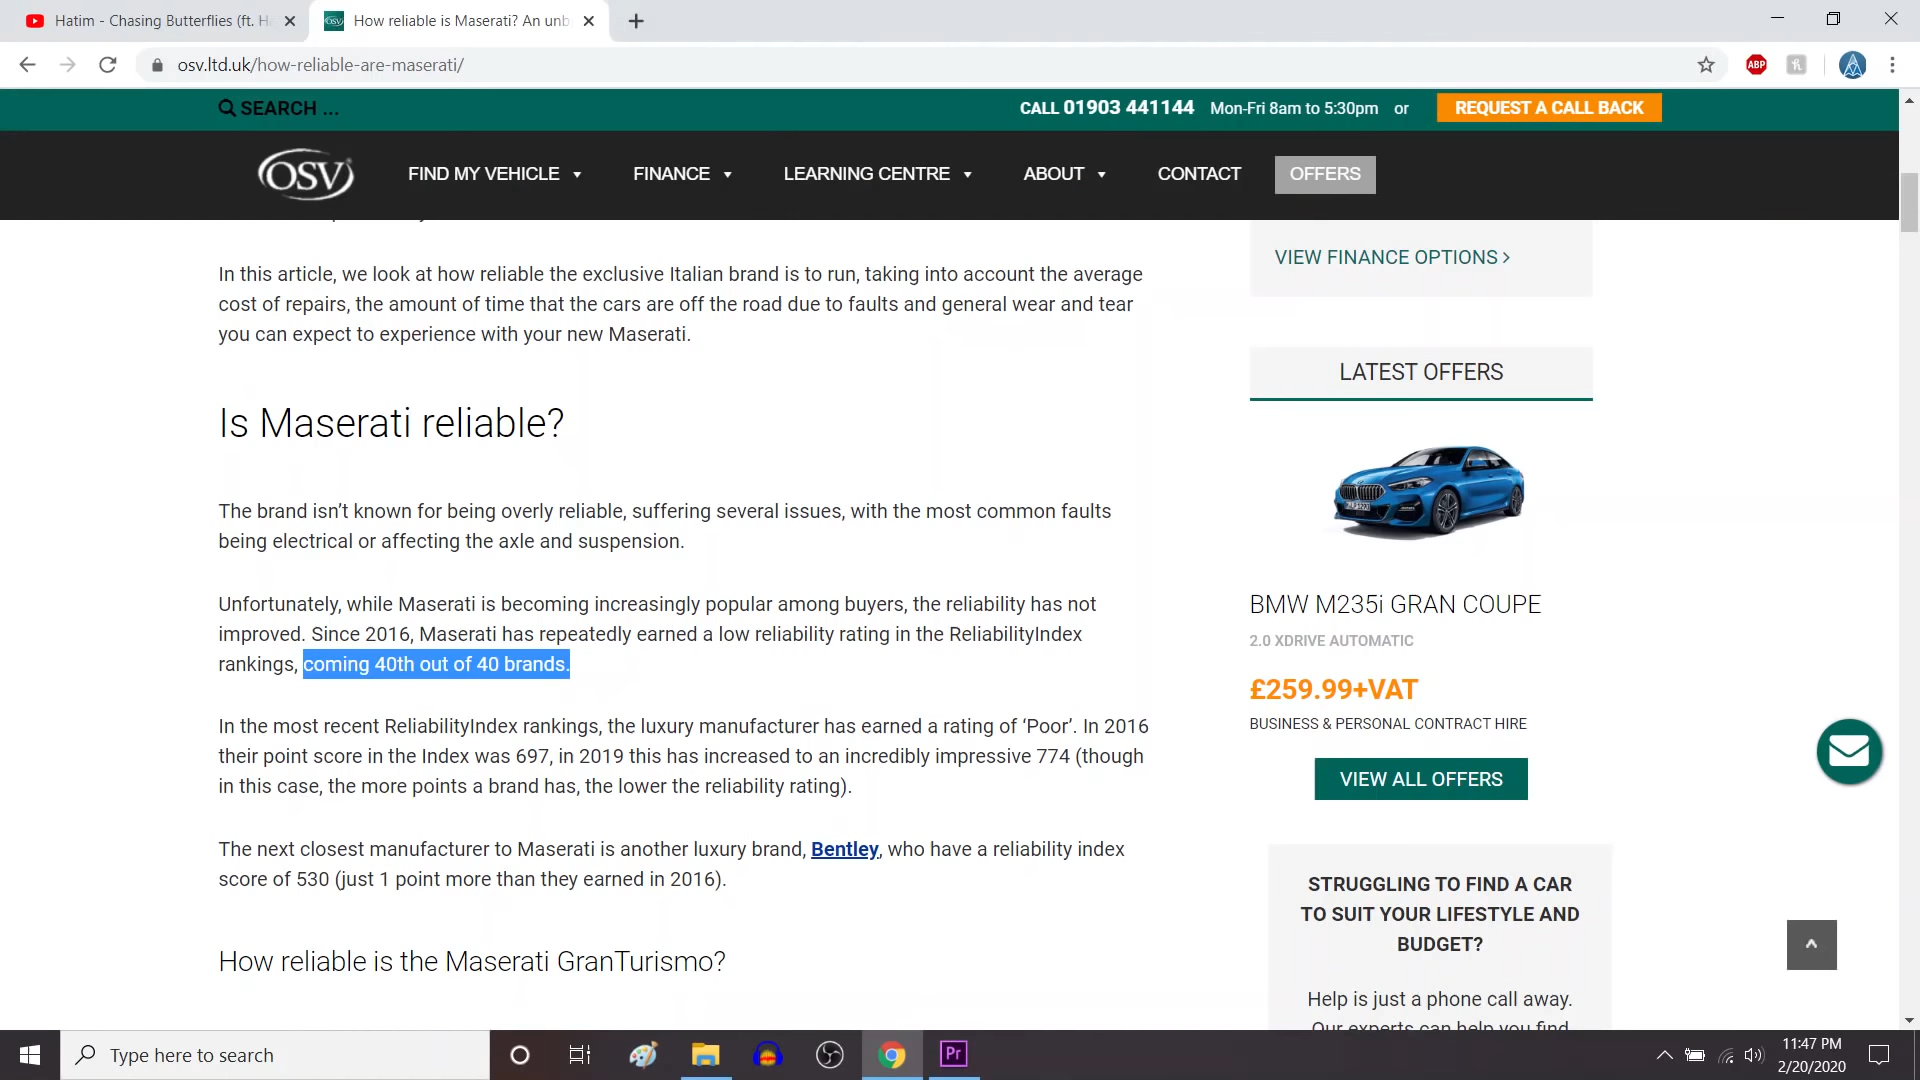 Hatim - Chasing Butterflies (ft. H
How reliable is Maserati? An unb
osv.ltd.uk/how-reliable-are-maserati/
ABP
SEARCH ...
CALL 01903 441144 Mon-Fri 8am to 5:30pm or REQUEST A CALL BACK
OSV
FIND MY VEHICLE FINANCE LEARNING CENTRE ABOUT CONTACT OFFERS
In this article, we look at how reliable the exclusive Italian brand is to run, taking into account the average
cost of repairs, the amount of time that the cars are off the road due to faults and general wear and tear
you can expect to experience with your new Maserati.
Is Maserati reliable?
The brand isn’t known for being overly reliable, suffering several issues, with the most common faults
being electrical or affecting the axle and suspension.
Unfortunately, while Maserati is becoming increasingly popular among buyers, the reliability has not
improved. Since 2016, Maserati has repeatedly earned a low reliability rating in the ReliabilityIndex
rankings, coming 40th out of 40 brands.
In the most recent ReliabilityIndex rankings, the luxury manufacturer has earned a rating of ‘Poor’. In 2016
their point score in the Index was 697, in 2019 this has increased to an incredibly impressive 774 (though
in this case, the more points a brand has, the lower the reliability rating).
The next closest manufacturer to Maserati is another luxury brand, Bentley, who have a reliability index
score of 530 (just 1 point more than they earned in 2016).
How reliable is the Maserati GranTurismo?
VIEW FINANCE OPTIONS >
LATEST OFFERS
BMW M235i GRAN COUPE
2.0 XDRIVE AUTOMATIC
£259.99+VAT
BUSINESS & PERSONAL CONTRACT HIRE
VIEW ALL OFFERS
STRUGGLING TO FIND A CAR
TO SUIT YOUR LIFESTYLE AND
BUDGET?
Help is just a phone call away.
Our experts can help you find
Type here to search
Pr
11:47 PM
2/20/2020